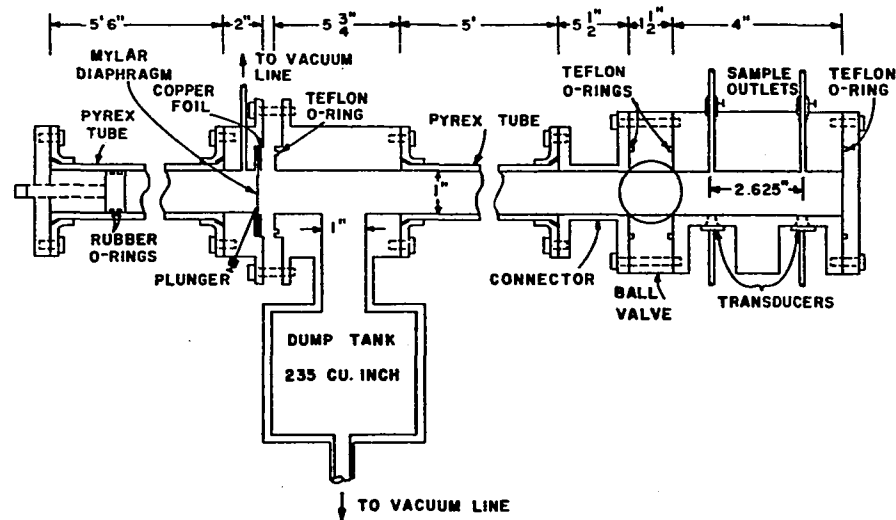 5'6"
2"
5 3/4"
5'
5 1/2"
1 1/2"
4"
MYLAR
DIAPHRAGM
COPPER
FOIL
TO VACUUM
LINE
TEFLON
O-RING
PYREX
TUBE
PYREX TUBE
TEFLON
O-RINGS
SAMPLE
OUTLETS
TEFLON
O-RING
1"
2.625"
RUBBER
O-RINGS
PLUNGER
1"
CONNECTOR
BALL
VALVE
TRANSDUCERS
DUMP TANK
235 CU. INCH
TO VACUUM LINE